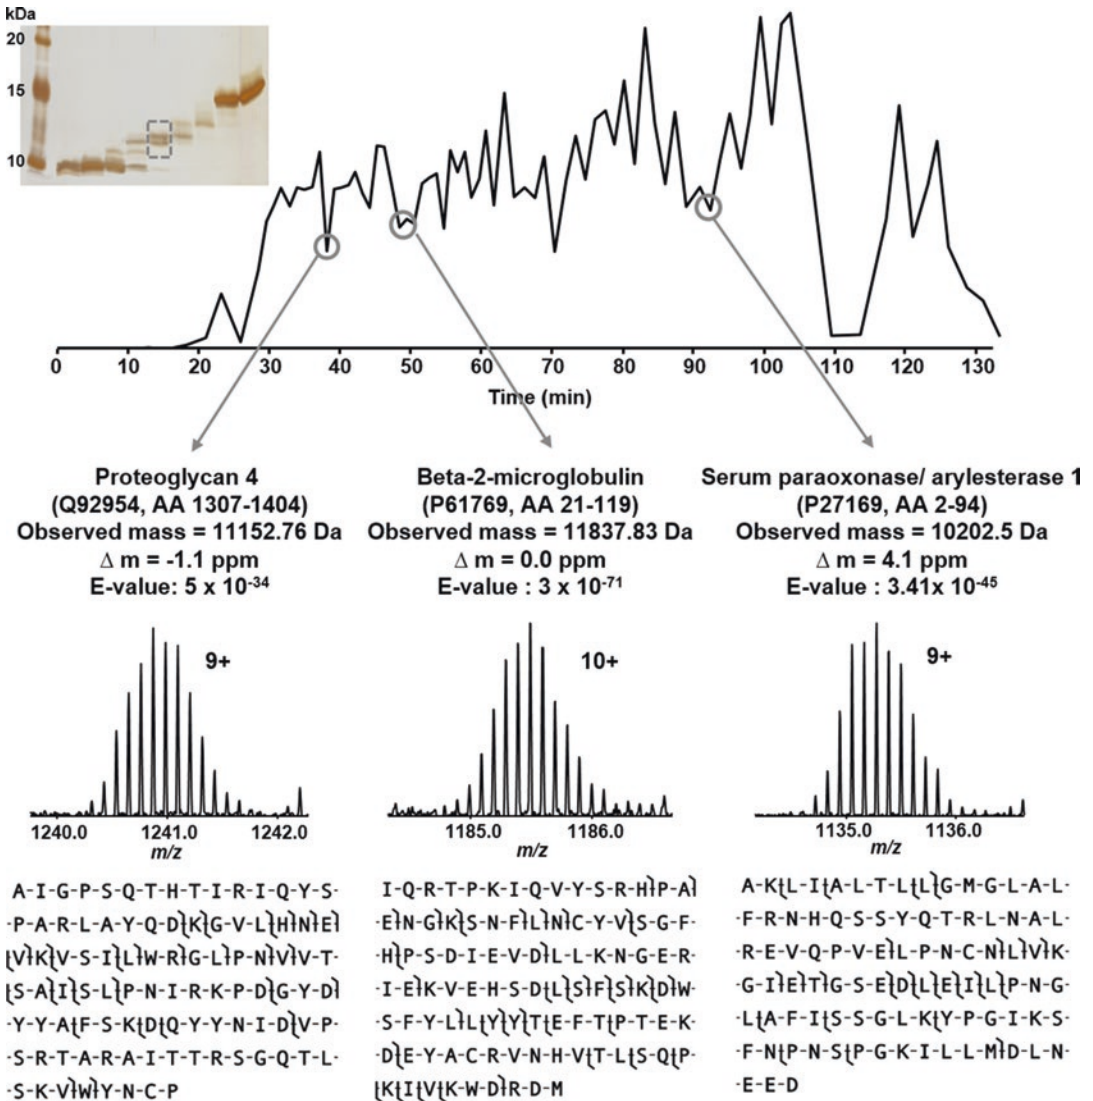 kDa
20
15
10
0 10 20 30 40 50 60 70 80 90 100 110 120 130
Time (min)
Proteoglycan 4
(Q92954, AA 1307-1404)
Observed mass = 11152.76 Da
Δ m = -1.1 ppm
E-value: 5 x 10⁻³⁴
9+
1240.0 1241.0 1242.0
m/z
A-I-G-P-S-Q-T-H-T-I-R-I-Q-Y-S-
-P-A-R-L-A-Y-Q-D-K-G-V-L-H-N-E-
-V-K-V-S-I-L-W-R-G-L-P-N-V-V-T-
-S-A-I-S-L-P-N-I-R-K-P-D-G-Y-D-
-Y-Y-A-F-S-K-D-Q-Y-Y-N-I-D-V-P-
-S-R-T-A-R-A-I-T-T-R-S-G-Q-T-L-
-S-K-V-W-Y-N-C-P
Beta-2-microglobulin
(P61769, AA 21-119)
Observed mass = 11837.83 Da
Δ m = 0.0 ppm
E-value : 3 x 10⁻⁷¹
10+
1185.0 1186.0
m/z
I-Q-R-T-P-K-I-Q-V-Y-S-R-H-P-A-
E-N-G-K-S-N-F-L-N-C-Y-V-S-G-F-
H-P-S-D-I-E-V-D-L-L-K-N-G-E-R-
-I-E-K-V-E-H-S-D-L-S-F-S-K-D-W-
-S-F-Y-L-L-Y-Y-T-E-F-T-P-T-E-K-
D-E-Y-A-C-R-V-N-H-V-T-L-S-Q-P-
-K-I-V-K-W-D-R-D-M
Serum paraoxonase/ arylesterase 1
(P27169, AA 2-94)
Observed mass = 10202.5 Da
Δ m = 4.1 ppm
E-value : 3.41x 10⁻⁴⁵
9+
1135.0 1136.0
m/z
A-K-L-I-A-L-T-L-L-G-M-G-L-A-L-
-F-R-N-H-Q-S-S-Y-Q-T-R-L-N-A-L-
-R-E-V-Q-P-V-E-L-P-N-C-N-L-V-K-
-G-I-E-T-G-S-E-D-L-E-I-L-P-N-G-
-L-A-F-I-S-S-G-L-K-Y-P-G-I-K-S-
-F-N-P-N-S-P-G-K-I-L-L-M-D-L-N-
-E-E-D